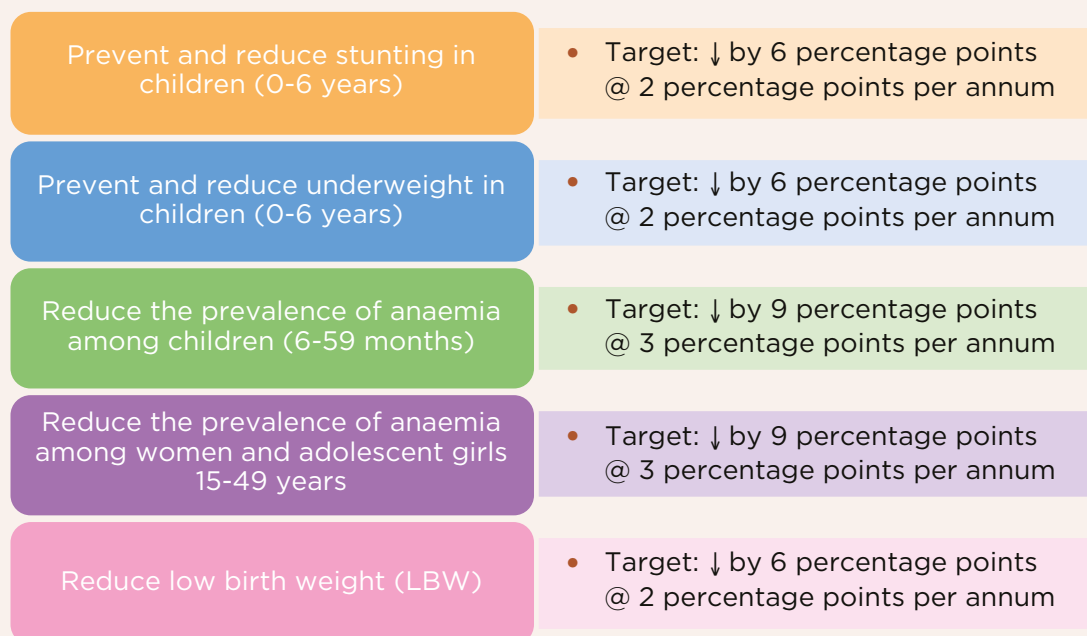 Prevent and reduce stunting in
children (0-6 years)
• Target: ↓ by 6 percentage points
@ 2 percentage points per annum
Prevent and reduce underweight in
children (0-6 years)
• Target: ↓ by 6 percentage points
@ 2 percentage points per annum
Reduce the prevalence of anaemia
among children (6-59 months)
• Target: ↓ by 9 percentage points
@ 3 percentage points per annum
Reduce the prevalence of anaemia
among women and adolescent girls
15-49 years
• Target: ↓ by 9 percentage points
@ 3 percentage points per annum
Reduce low birth weight (LBW)
• Target: ↓ by 6 percentage points
@ 2 percentage points per annum